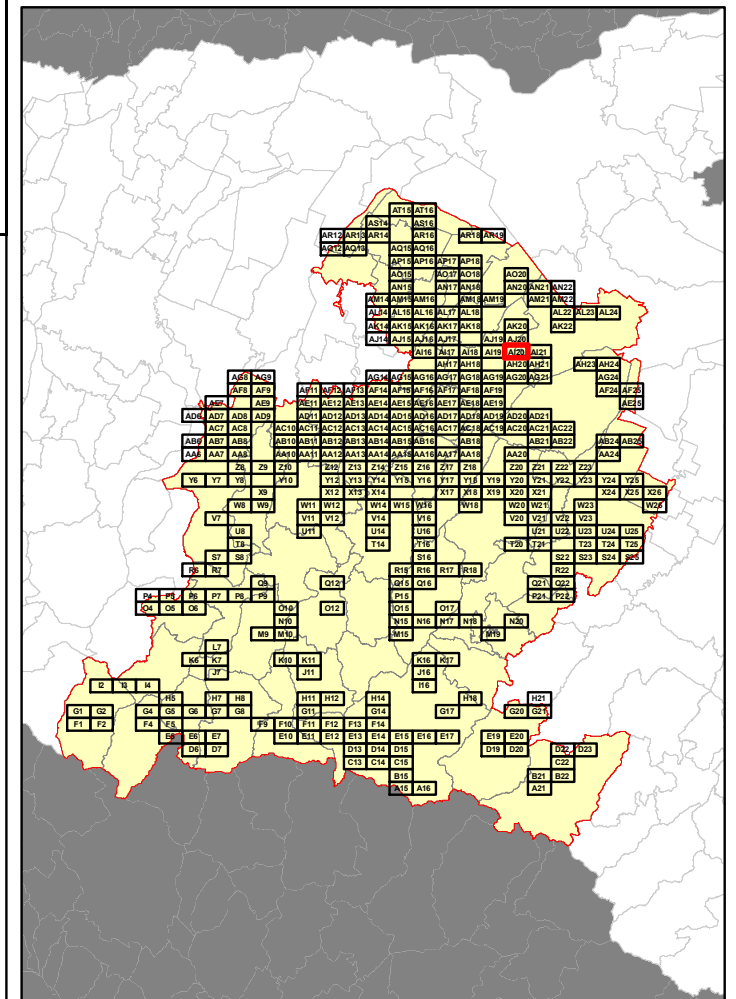 AT15 AT16
AS14 AS16
AR12 AR13 AR14 AR16 AR18 AR19
AQ12 AQ13 AQ15 AQ16
AP15 AP16 AP17 AP18
AO15 AO17 AO18 AO20
AN15 AN17 AN18 AN20 AN21 AN22
AM14 AM15 AM16 AM18 AM19 AM21 AM22
AL14 AL15 AL16 AL17 AL18 AL22 AL23 AL24
AK14 AK15 AK16 AK17 AK18 AK20 AK22
AJ14 AJ15 AJ16 AJ17 AJ19 AJ20
AI16 AI17 AI18 AI19 AI20 AI21
AH17 AH18 AH20 AH21 AH23 AH24
AG8 AG9 AG14 AG15 AG16 AG17 AG18 AG19 AG20 AG21 AG24
AF8 AF9 AF11 AF12 AF13 AF14 AF15 AF16 AF17 AF18 AF19 AF24 AF25
AE7 AE9 AE11 AE12 AE13 AE14 AE15 AE16 AE17 AE18 AE19 AE25
AD6 AD7 AD8 AD9 AD11 AD12 AD13 AD14 AD15 AD16 AD17 AD18 AD19 AD20 AD21
AC7 AC8 AC10 AC11 AC12 AC13 AC14 AC15 AC16 AC17 AC18 AC19 AC20 AC21 AC22
AB6 AB7 AB8 AB10 AB11 AB12 AB13 AB14 AB15 AB16 AB18 AB21 AB22 AB24 AB25
AA6 AA7 AA8 AA10 AA11 AA12 AA13 AA14 AA15 AA16 AA17 AA18 AA20 AA24
Z8 Z9 Z10 Z12 Z13 Z14 Z15 Z16 Z17 Z18 Z20 Z21 Z22 Z23
Y6 Y7 Y8 Y10 Y12 Y13 Y14 Y15 Y16 Y17 Y18 Y19 Y20 Y21 Y22 Y23 Y24 Y25
X9 X12 X13 X14 X17 X18 X19 X20 X21 X24 X25 X26
W8 W9 W11 W12 W14 W15 W16 W18 W20 W21 W23 W26
V7 V11 V12 V14 V16 V20 V21 V22 V23
U8 U11 U14 U16 U21 U22 U23 U24 U25
T8 T14 T16 T20 T21 T23 T24 T25
S7 S8 S16 S22 S23 S24 S25
R6 R7 R15 R16 R17 R18 R22
Q9 Q12 Q15 Q16 Q21 Q22
P4 P5 P6 P7 P8 P9 P15 P21 P22
O4 O5 O6 O10 O12 O15 O17
N10 N15 N16 N17 N18 N20
M9 M10 M15 M19
L7
K6 K7 K10 K11 K16 K17
J7 J11 J16
I2 I3 I4 I16
H5 H7 H8 H11 H12 H14 H18 H21
G1 G2 G4 G5 G6 G7 G8 G11 G14 G17 G20 G21
F1 F2 F4 F5 F9 F10 F11 F12 F13 F14
E5 E6 E7 E10 E11 E12 E13 E14 E15 E16 E17 E19 E20
D6 D7 D13 D14 D15 D19 D20 D22 D23
C13 C14 C15 C22
B15 B21 B22
A15 A16 A21